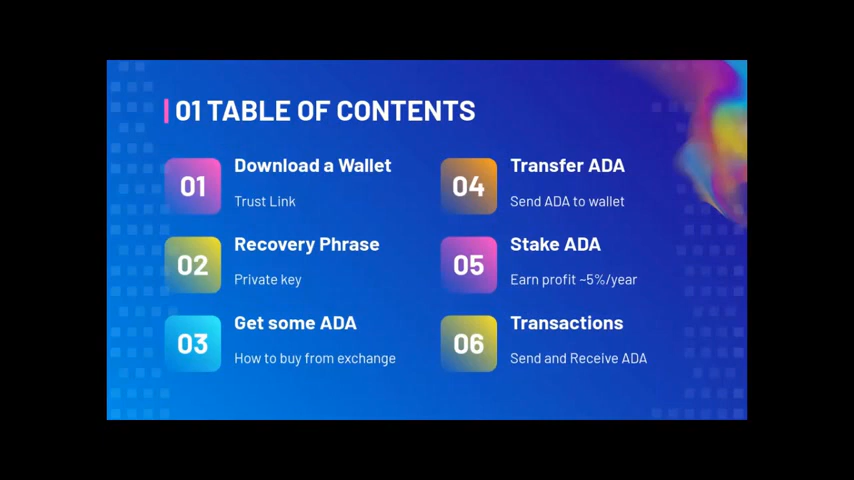 01 TABLE OF CONTENTS
01
Download a Wallet
Trust Link
02
Recovery Phrase
Private key
03
Get some ADA
How to buy from exchange
04
Transfer ADA
Send ADA to wallet
05
Stake ADA
Earn profit ~5%/year
06
Transactions
Send and Receive ADA